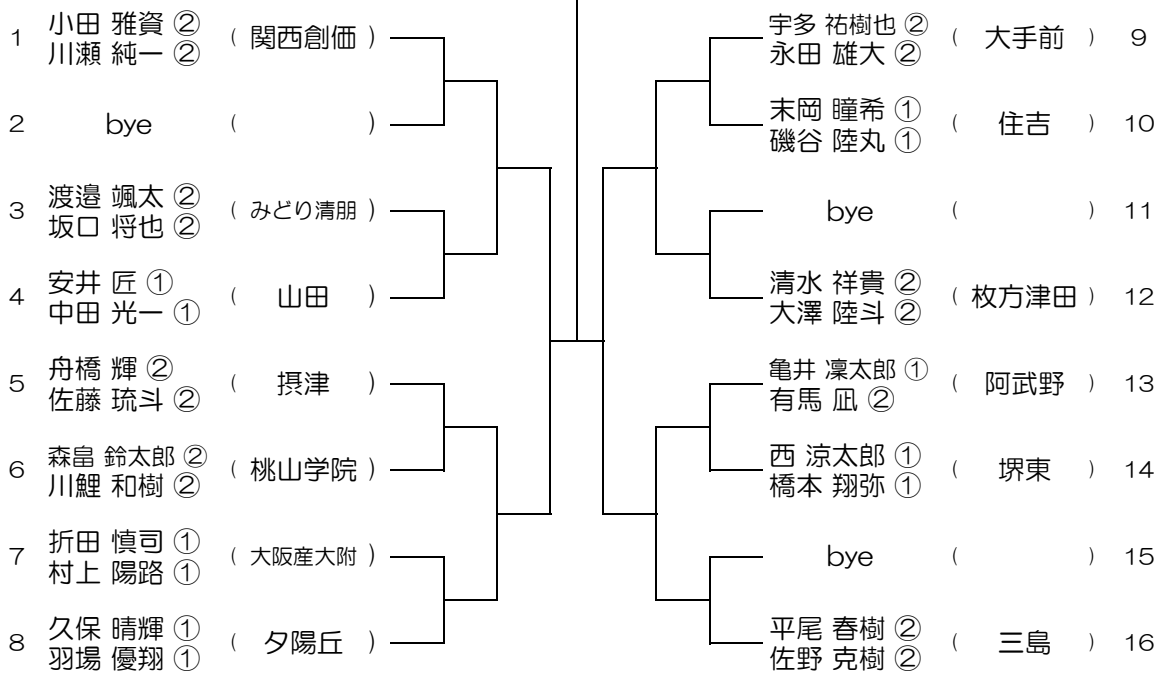 1 小田 雅資 ② ( 関西創価 )
川瀬 純一 ②
2 bye ( )
3 渡邉 颯太 ② ( みどり清朋 )
坂口 将也 ②
4 安井 匠 ① ( 山田 )
中田 光一 ①
5 舟橋 輝 ② ( 摂津 )
佐藤 琉斗 ②
6 森畠 鈴太郎 ② ( 桃山学院 )
川鯉 和樹 ②
7 折田 慎司 ① ( 大阪産大附 )
村上 陽路 ①
8 久保 晴輝 ① ( 夕陽丘 )
羽場 優翔 ①
宇多 祐樹也 ② ( 大手前 ) 9
永田 雄大 ②
末岡 瞳希 ① ( 住吉 ) 10
磯谷 陸丸 ①
bye ( ) 11
清水 祥貴 ② ( 枚方津田 ) 12
大澤 陸斗 ②
亀井 凜太郎 ① ( 阿武野 ) 13
有馬 凪 ②
西 涼太郎 ① ( 堺東 ) 14
橋本 翔弥 ①
bye ( ) 15
平尾 春樹 ② ( 三島 ) 16
佐野 克樹 ②